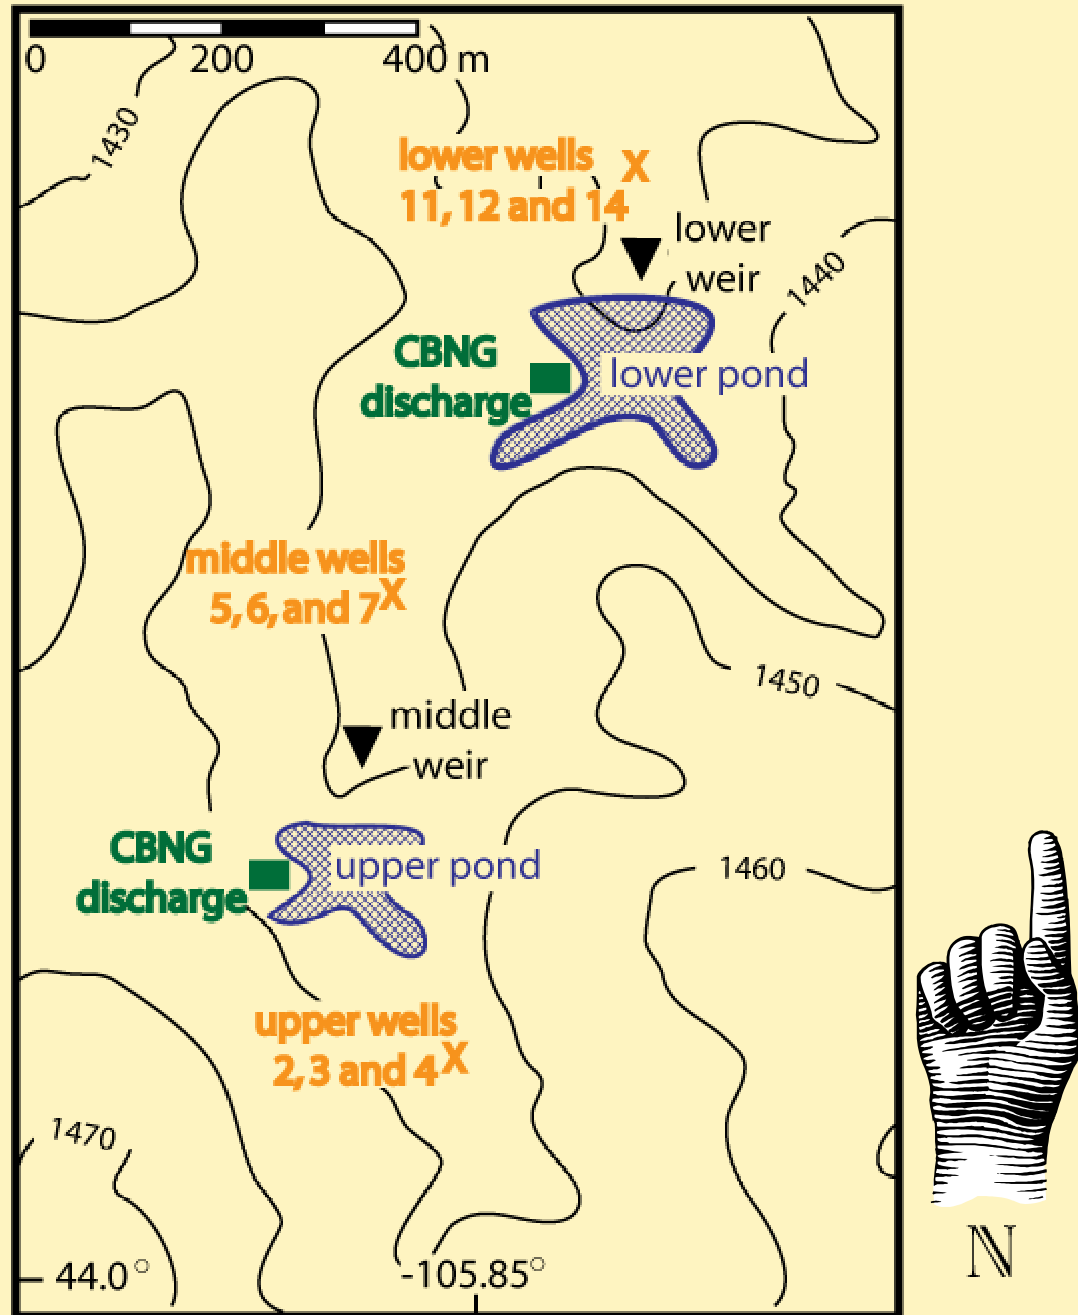 0 200 400 m
1430
lower wells X
11, 12 and 14
lower
weir
1440
CBNG
discharge
lower pond
middle wells
5, 6, and 7 X
1450
middle
weir
CBNG
discharge
upper pond
1460
upper wells
2, 3 and 4 X
1470
44.0°
-105.85°
N